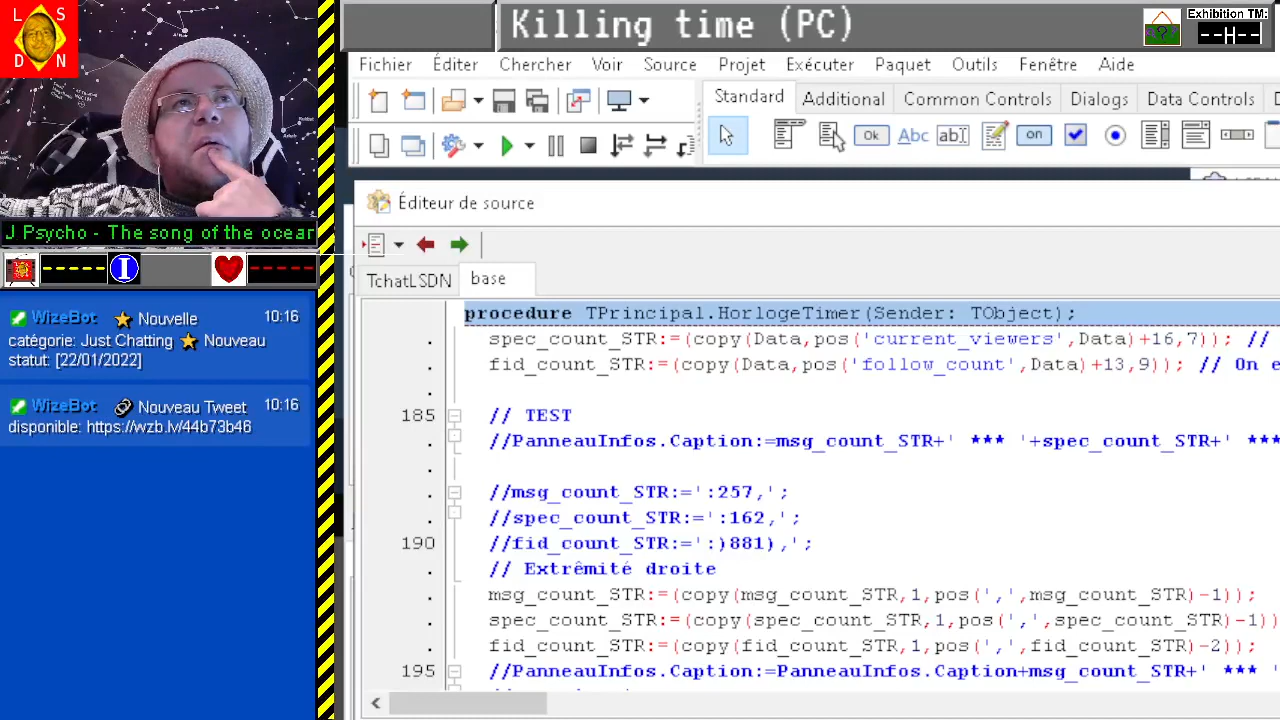 L S
D N
Killing time (PC)
Exhibition TM:
--H--
Fichier Éditer Chercher Voir Source Projet Exécuter Paquet Outils Fenêtre Aide
Standard Additional Common Controls Dialogs Data Controls
Ok Abc ab on
Éditeur de source
J Psycho - The song of the ocear
TchatLSDN base
procedure TPrincipal.HorlogeTimer(Sender: TObject);
spec_count_STR:=(copy(Data,pos('current_viewers',Data)+16,7)); //
fid_count_STR:=(copy(Data,pos('follow_count',Data)+13,9)); // On e
185 // TEST
//PanneauInfos.Caption:=msg_count_STR+' *** '+spec_count_STR+' ***
//msg_count_STR:=':257,';
//spec_count_STR:=':162,';
190 //fid_count_STR:=':)881),';
// Extrêmité droite
msg_count_STR:=(copy(msg_count_STR,1,pos(',',msg_count_STR)-1));
spec_count_STR:=(copy(spec_count_STR,1,pos(',',spec_count_STR)-1))
fid_count_STR:=(copy(fid_count_STR,1,pos(',',fid_count_STR)-2));
195 //PanneauInfos.Caption:=PanneauInfos.Caption+msg_count_STR+' *** '
WizeBot Nouvelle 10:16
catégorie: Just Chatting Nouveau
statut: [22/01/2022]
WizeBot Nouveau Tweet 10:16
disponible: https://wzb.lv/44b73b46